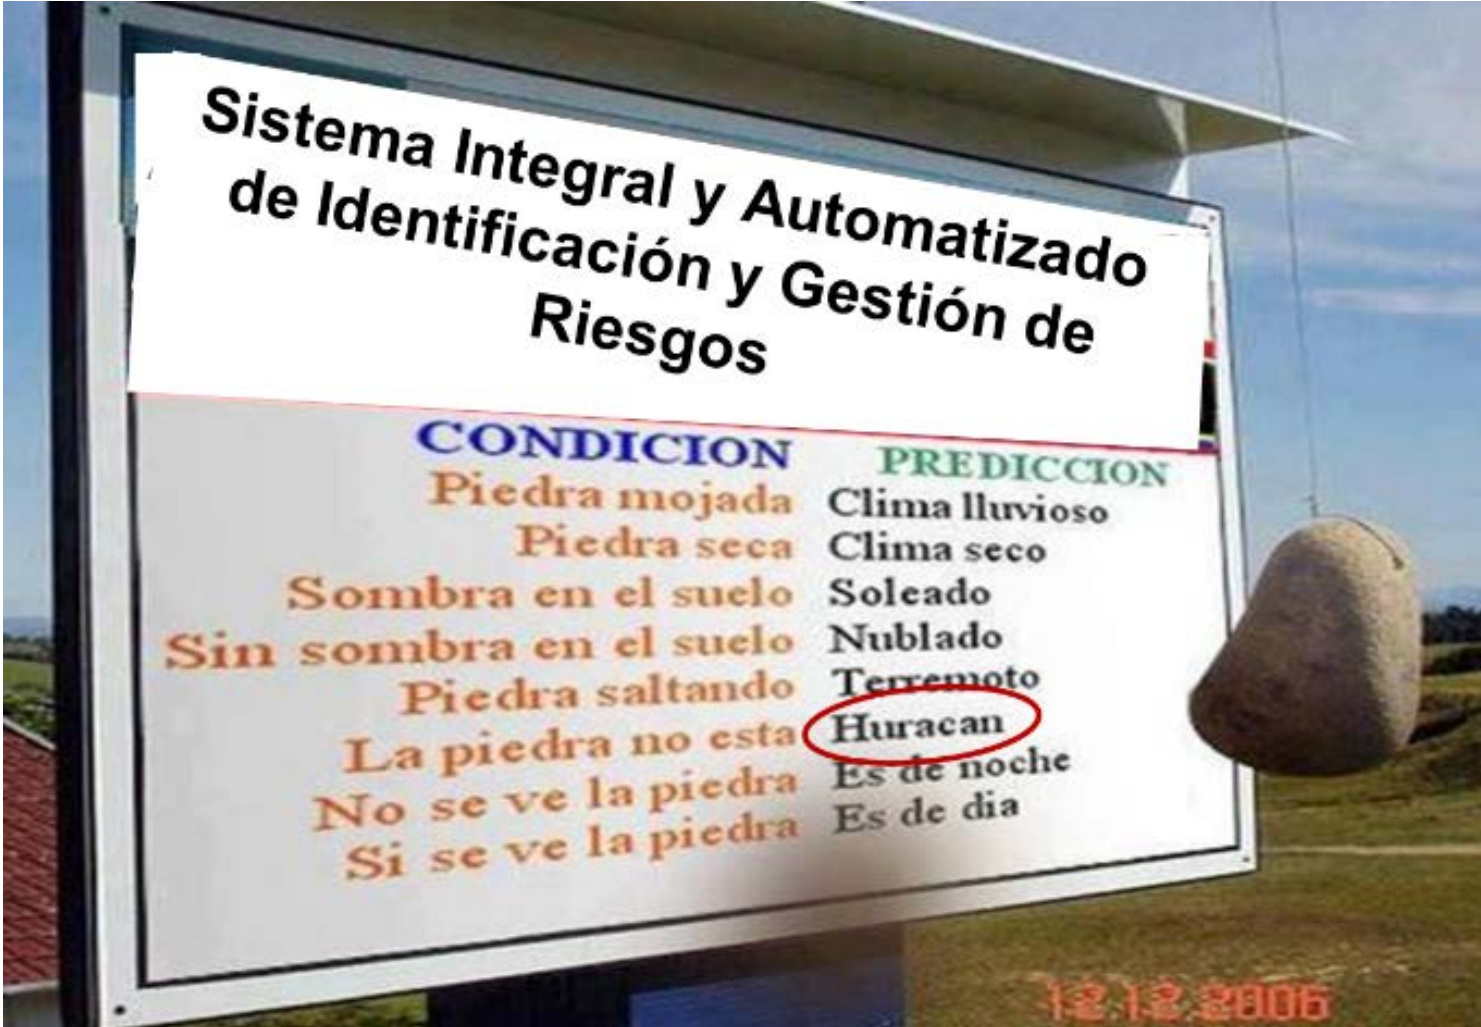 Sistema Integral y Automatizado
de Identificación y Gestión de
Riesgos
CONDICION PREDICCION
Piedra mojada Clima lluvioso
Piedra seca Clima seco
Sombra en el suelo Soleado
Sin sombra en el suelo Nublado
Piedra saltando Terremoto
La piedra no esta Huracan
No se ve la piedra Es de noche
Si se ve la piedra Es de dia
12.12.2006